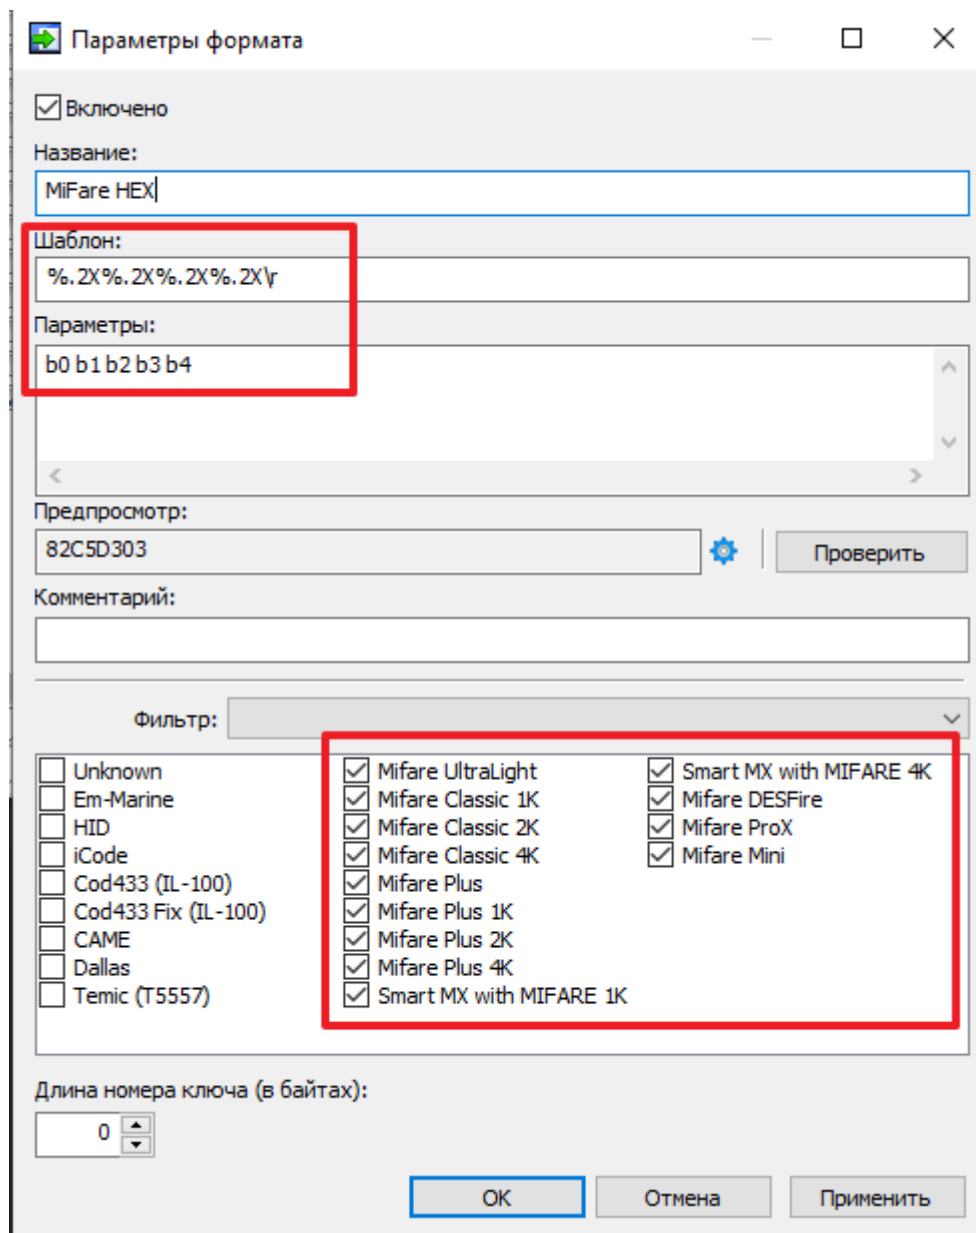 Параметры формата
Включено
Название:
MiFare HEX
Шаблон:
%.2X%.2X%.2X%.2X\r
Параметры:
b0 b1 b2 b3 b4
Предпросмотр:
82C5D303
Проверить
Комментарий:
Фильтр:
Unknown
Em-Marine
HID
iCode
Cod433 (IL-100)
Cod433 Fix (IL-100)
CAME
Dallas
Temic (T5557)
Mifare UltraLight
Mifare Classic 1K
Mifare Classic 2K
Mifare Classic 4K
Mifare Plus
Mifare Plus 1K
Mifare Plus 2K
Mifare Plus 4K
Smart MX with MIFARE 1K
Smart MX with MIFARE 4K
Mifare DESFire
Mifare ProX
Mifare Mini
Длина номера ключа (в байтах):
0
OK
Отмена
Применить